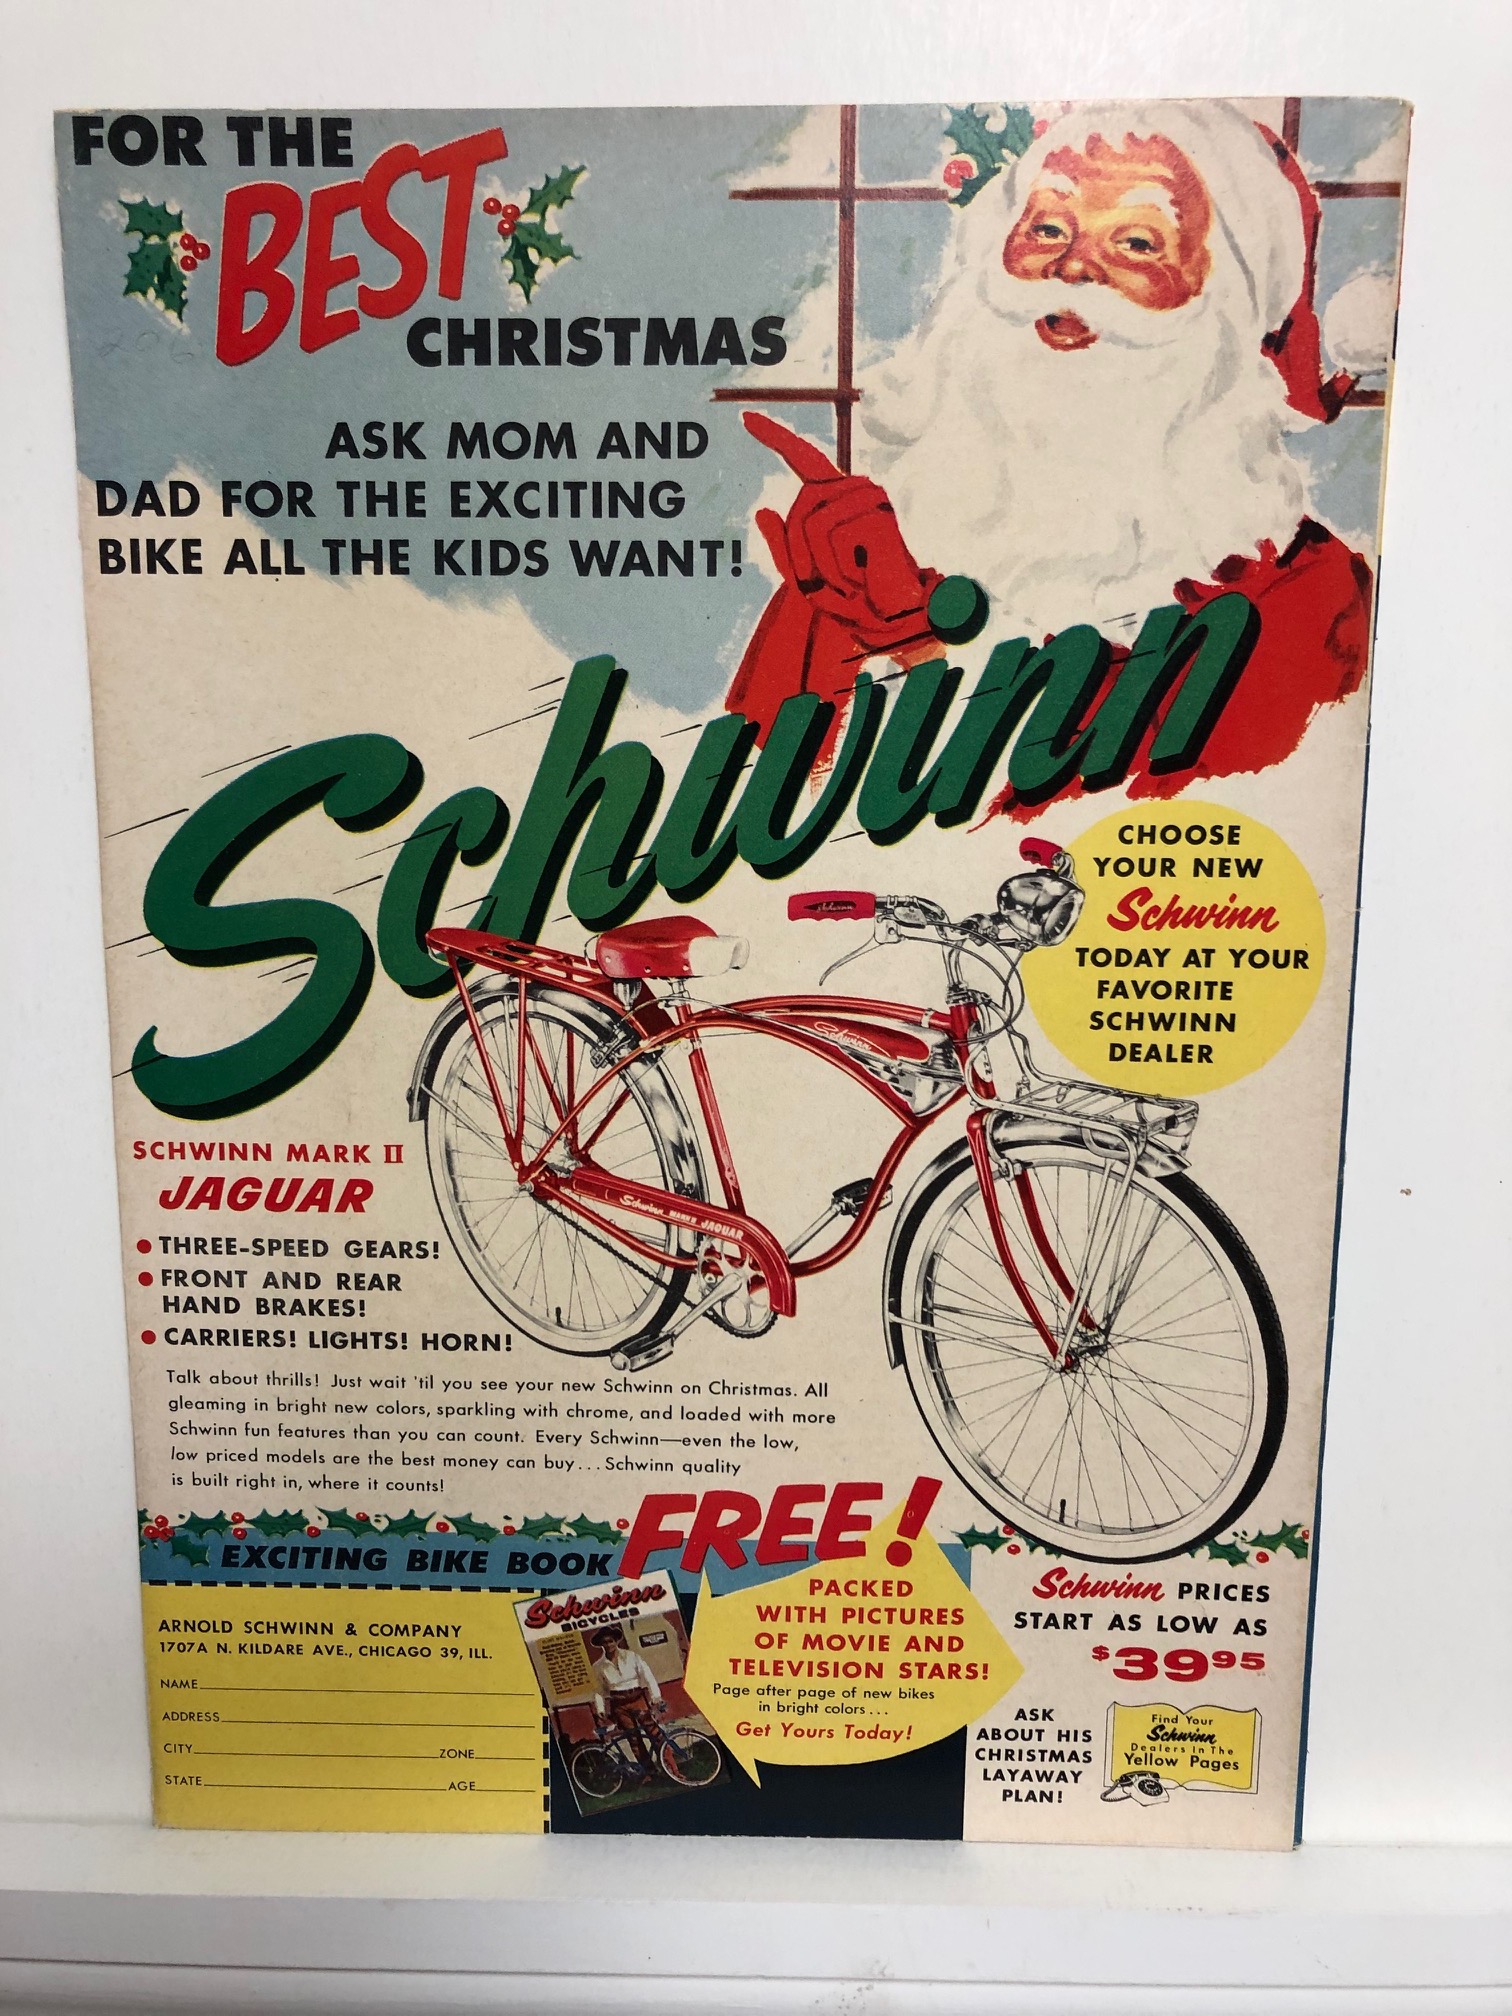 FOR THE
BEST
CHRISTMAS
ASK MOM AND
DAD FOR THE EXCITING
BIKE ALL THE KIDS WANT!
Schwinn
CHOOSE
YOUR NEW
Schwinn
TODAY AT YOUR
FAVORITE
SCHWINN
DEALER
Schwinn
Schwinn
Schwinn MARK II JAGUAR
SCHWINN MARK II
JAGUAR
• THREE-SPEED GEARS!
• FRONT AND REAR
HAND BRAKES!
• CARRIERS! LIGHTS! HORN!
Talk about thrills! Just wait 'til you see your new Schwinn on Christmas. All
gleaming in bright new colors, sparkling with chrome, and loaded with more
Schwinn fun features than you can count. Every Schwinn—even the low,
low priced models are the best money can buy...Schwinn quality
is built right in, where it counts!
EXCITING BIKE BOOK FREE!
ARNOLD SCHWINN & COMPANY
1707A N. KILDARE AVE., CHICAGO 39, ILL.
NAME
ADDRESS
CITY ZONE
STATE AGE
Schwinn
BICYCLES
PACKED
WITH PICTURES
OF MOVIE AND
TELEVISION STARS!
Page after page of new bikes
in bright colors...
Get Yours Today!
Schwinn PRICES
START AS LOW AS
$39.95
ASK
ABOUT HIS
CHRISTMAS
LAYAWAY
PLAN!
Find Your
Schwinn
Dealers In The
Yellow Pages